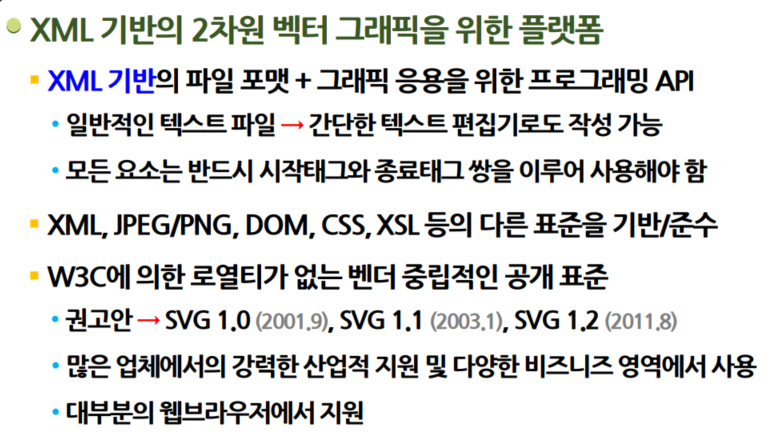 XML 기반의 2차원 벡터 그래픽을 위한 플랫폼
XML 기반의 파일 포맷 + 그래픽 응용을 위한 프로그래밍 API
일반적인 텍스트 파일 → 간단한 텍스트 편집기로도 작성 가능
모든 요소는 반드시 시작태그와 종료태그 쌍을 이루어 사용해야 함
XML, JPEG/PNG, DOM, CSS, XSL 등의 다른 표준을 기반/준수
W3C에 의한 로열티가 없는 벤더 중립적인 공개 표준
권고안 → SVG 1.0 (2001.9), SVG 1.1 (2003.1), SVG 1.2 (2011.8)
많은 업체에서의 강력한 산업적 지원 및 다양한 비즈니즈 영역에서 사용
대부분의 웹브라우저에서 지원